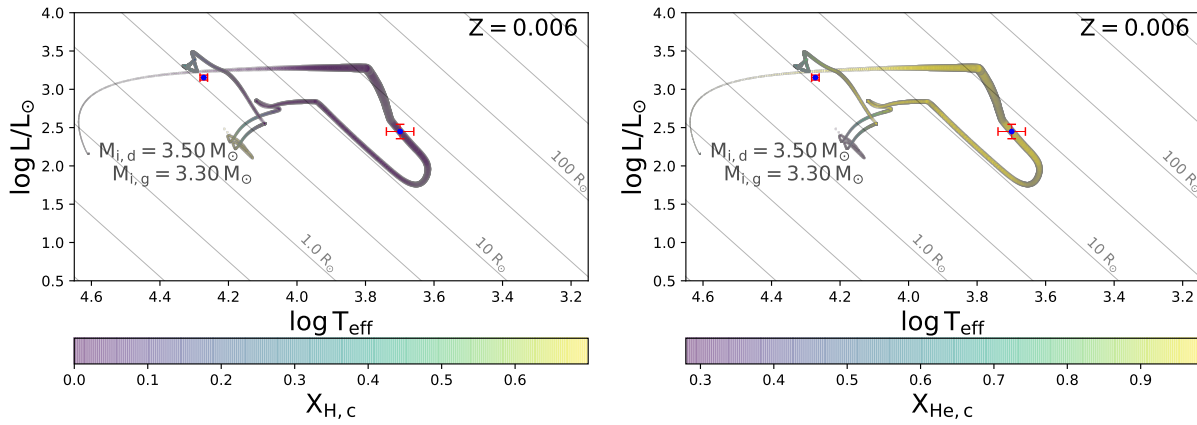 Z = 0.006
log L/L⊙
4.0
3.5
3.0
2.5
2.0
1.5
1.0
0.5
M_i,d = 3.50 M⊙
M_i,g = 3.30 M⊙
1.0 R⊙
10 R⊙
100 R⊙
4.6 4.4 4.2 4.0 3.8 3.6 3.4 3.2
log T_eff
0.0 0.1 0.2 0.3 0.4 0.5 0.6
X_H, c
Z = 0.006
log L/L⊙
4.0
3.5
3.0
2.5
2.0
1.5
1.0
0.5
M_i,d = 3.50 M⊙
M_i,g = 3.30 M⊙
1.0 R⊙
10 R⊙
100 R⊙
4.6 4.4 4.2 4.0 3.8 3.6 3.4 3.2
log T_eff
0.3 0.4 0.5 0.6 0.7 0.8 0.9
X_He, c